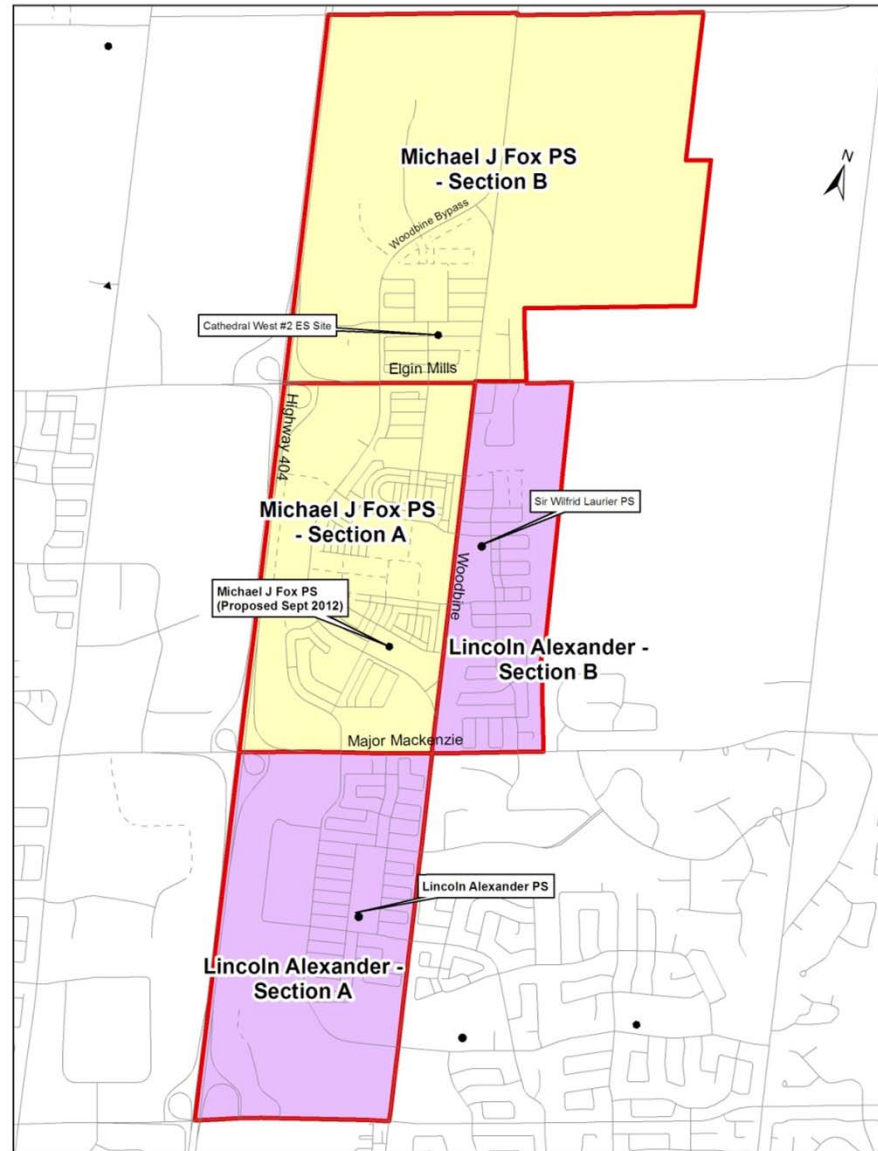 Michael J Fox PS
- Section B
N
Woodbine Bypass
Cathedral West #2 ES Site
Elgin Mills
Highway 404
Sir Wilfrid Laurier PS
Michael J Fox PS
- Section A
Woodbine
Michael J Fox PS
(Proposed Sept 2012)
Lincoln Alexander -
Section B
Major Mackenzie
Lincoln Alexander PS
Lincoln Alexander -
Section A